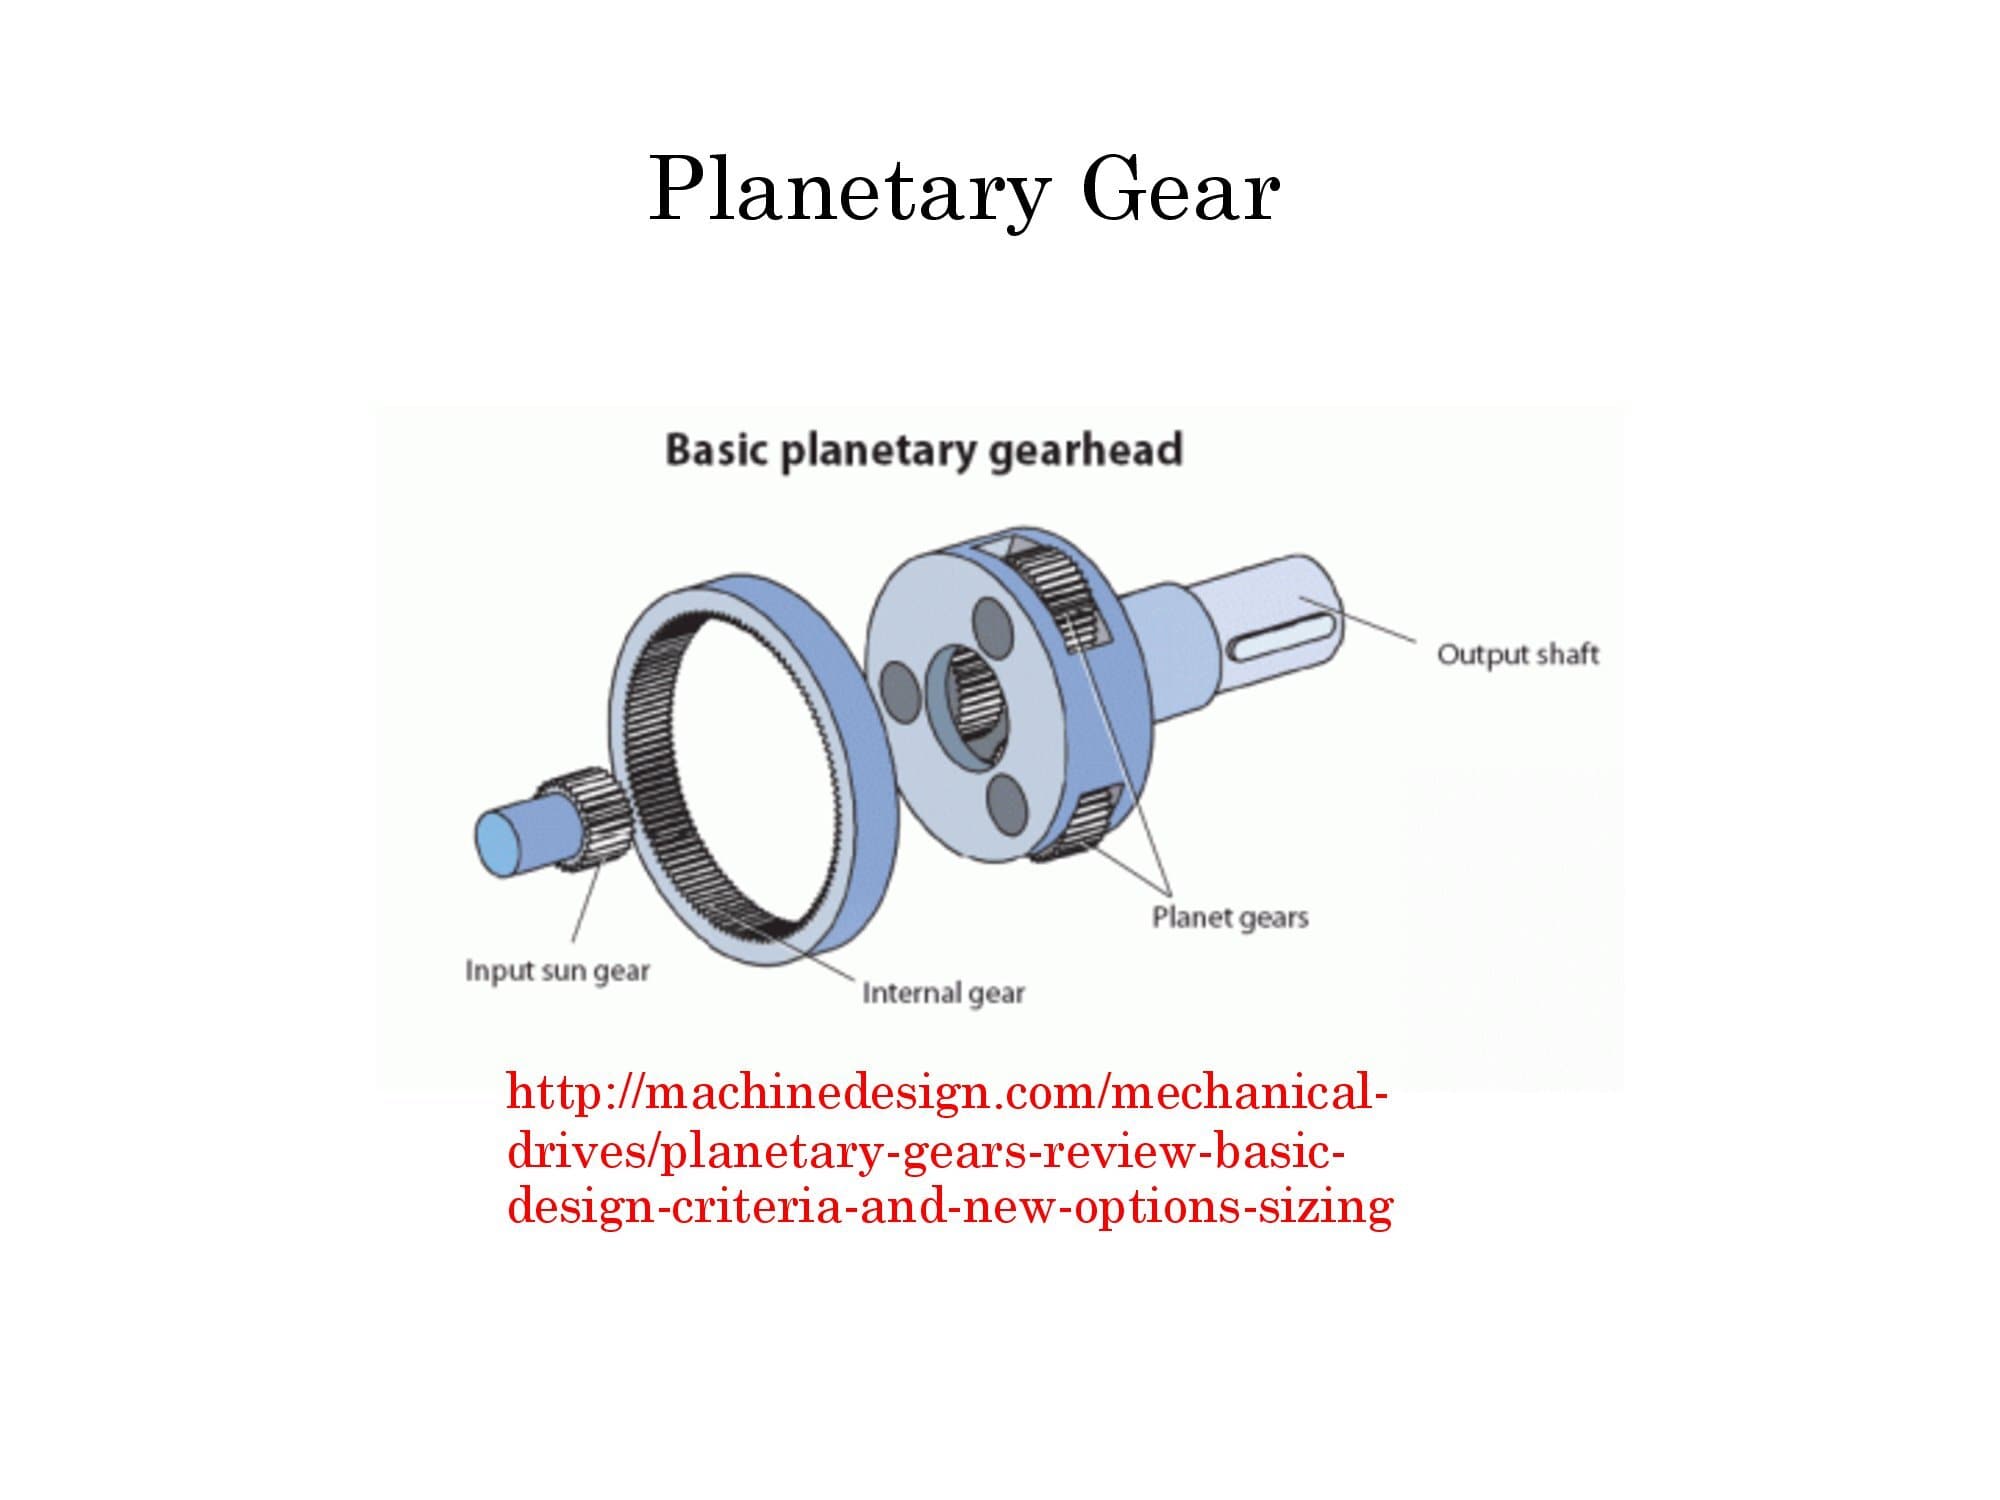 Planetary Gear
Basic planetary gearhead
Output shaft
Planet gears
Input sun gear
Internal gear
http://machinedesign.com/mechanical-
drives/planetary-gears-review-basic-
design-criteria-and-new-options-sizing